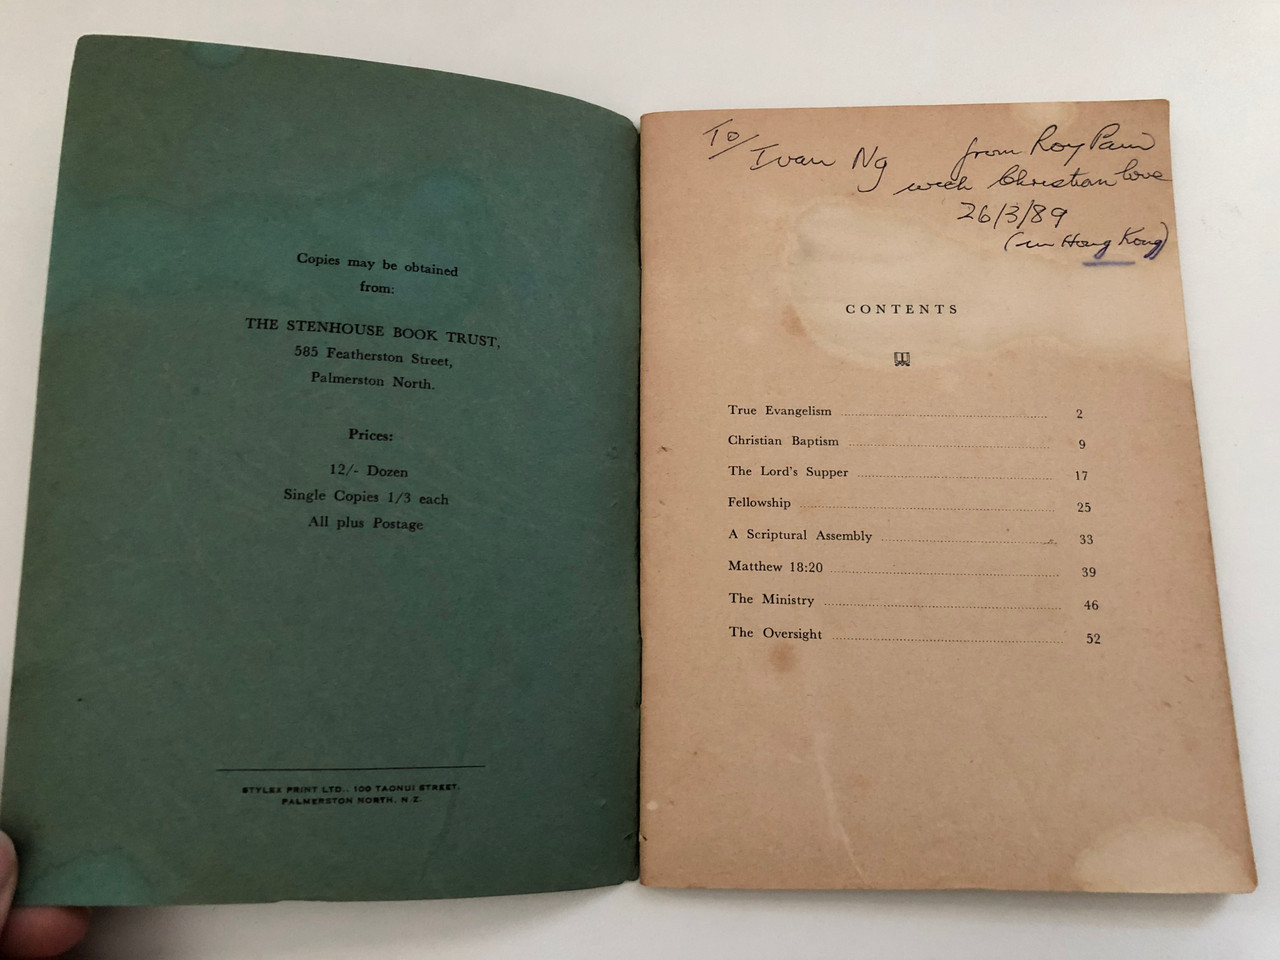 Copies may be obtained
from:
THE STENHOUSE BOOK TRUST,
585 Featherston Street,
Palmerston North.
Prices:
12/- Dozen
Single Copies 1/3 each
All plus Postage
STYLEX PRINT LTD., 100 TAONUI STREET,
PALMERSTON NORTH, N.Z.
To/ Ivan Ng from Roy
with Christian love
26/3/89
(in Hong Kong)
CONTENTS
True Evangelism 2
Christian Baptism 9
The Lord's Supper 17
Fellowship 25
A Scriptural Assembly 33
Matthew 18:20 39
The Ministry 46
The Oversight 52